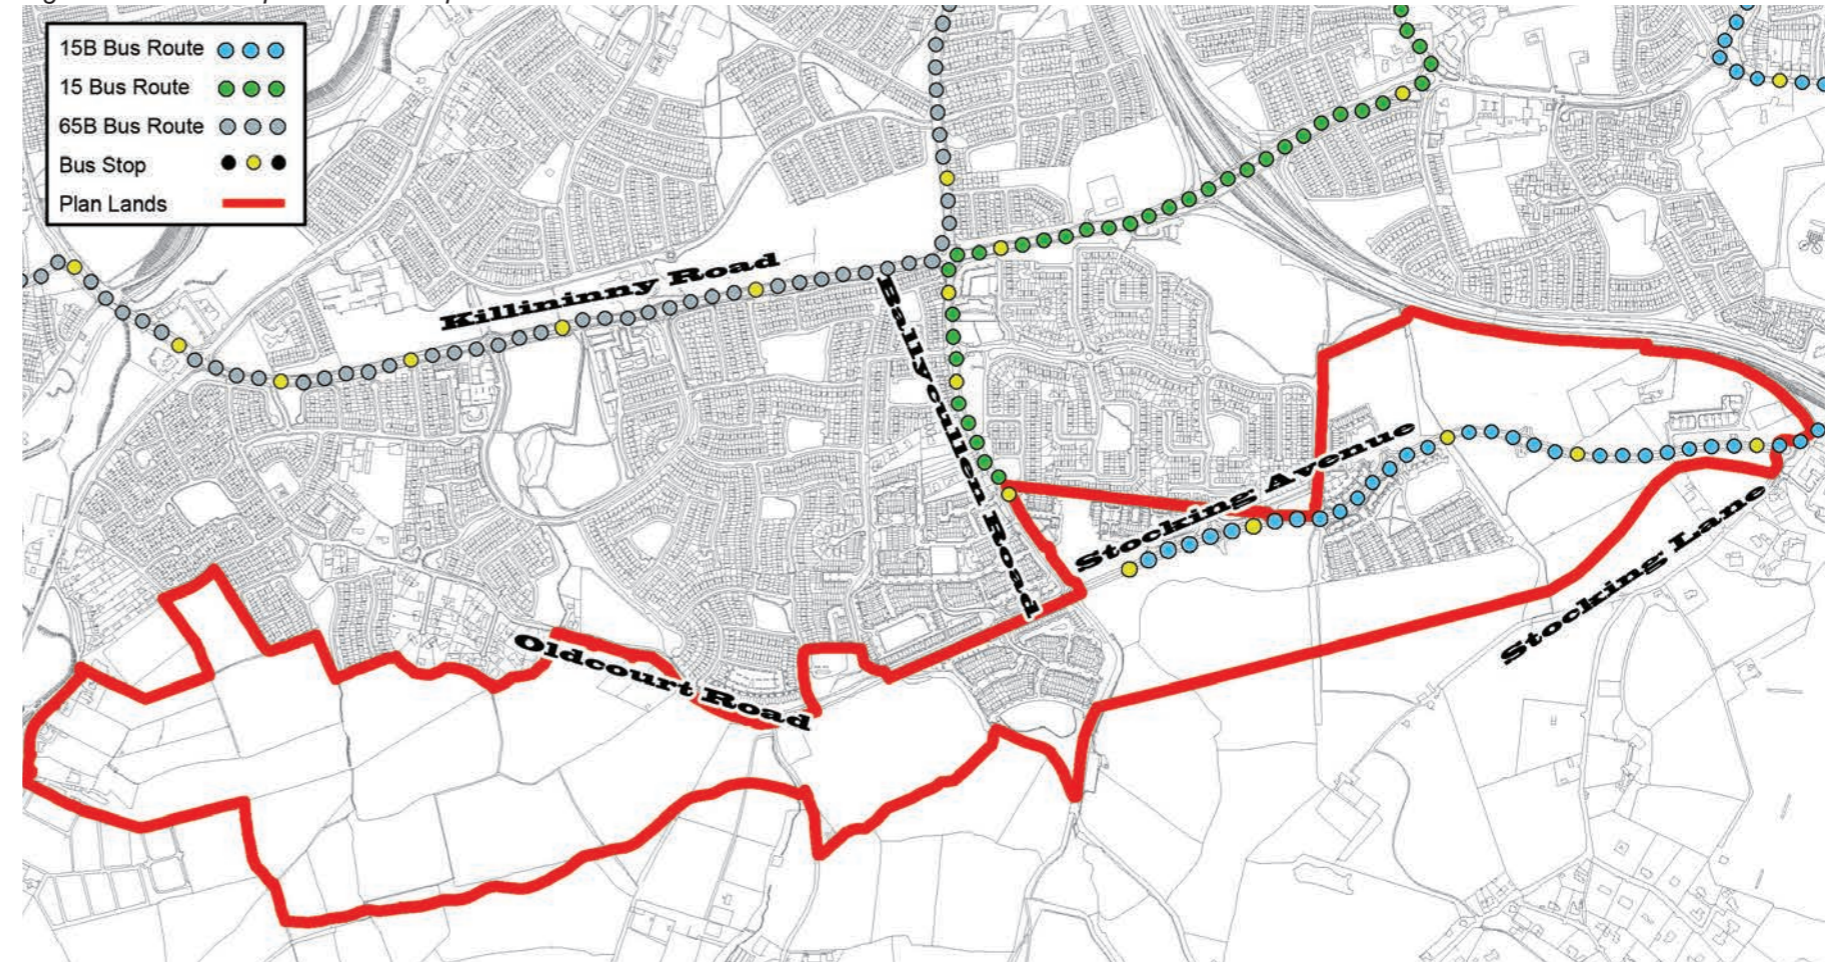 15B Bus Route
15 Bus Route
65B Bus Route
Bus Stop
Plan Lands
Killininny Road
Ballycullen Road
Stocking Avenue
Stocking Lane
Oldcourt Road